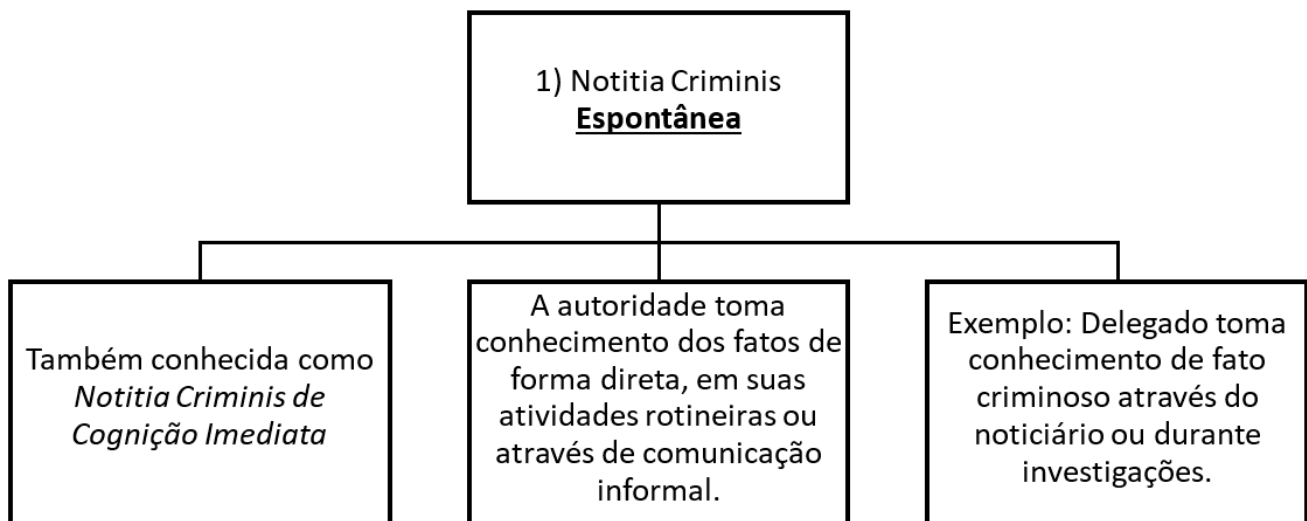 1) Notitia Criminis
Espontânea
Também conhecida como
Notitia Criminis de
Cognição Imediata
A autoridade toma
conhecimento dos fatos de
forma direta, em suas
atividades rotineiras ou
através de comunicação
informal.
Exemplo: Delegado toma
conhecimento de fato
criminoso através do
noticiário ou durante
investigações.